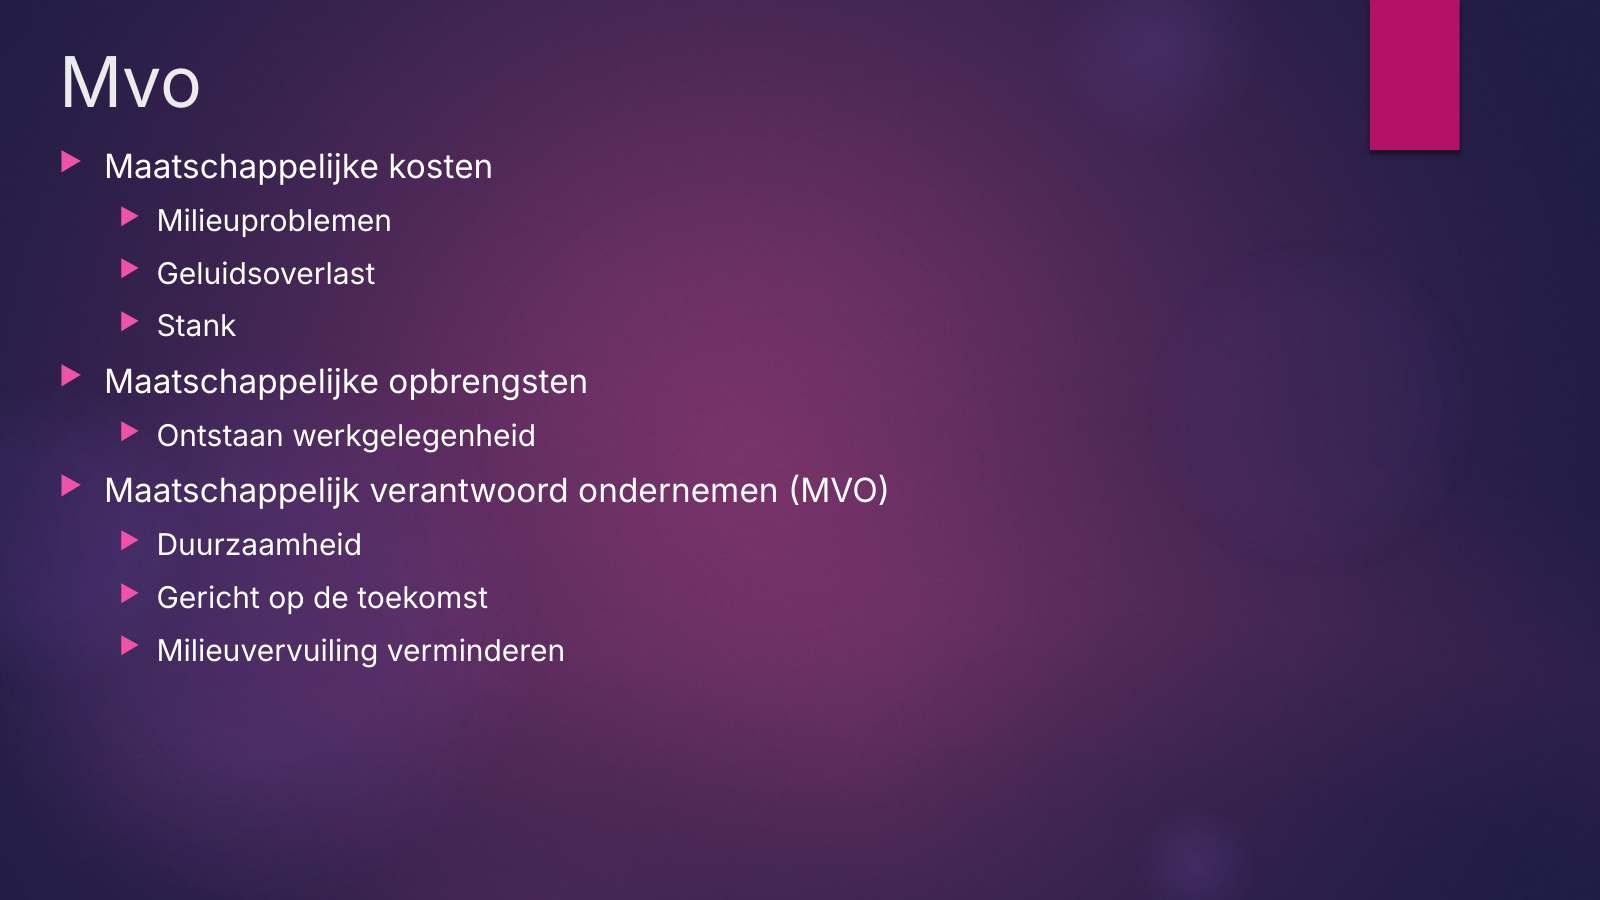 Mvo
Maatschappelijke kosten
Milieuproblemen
Geluidsoverlast
Stank
Maatschappelijke opbrengsten
Ontstaan werkgelegenheid
Maatschappelijk verantwoord ondernemen (MVO)
Duurzaamheid
Gericht op de toekomst
Milieuvervuiling verminderen